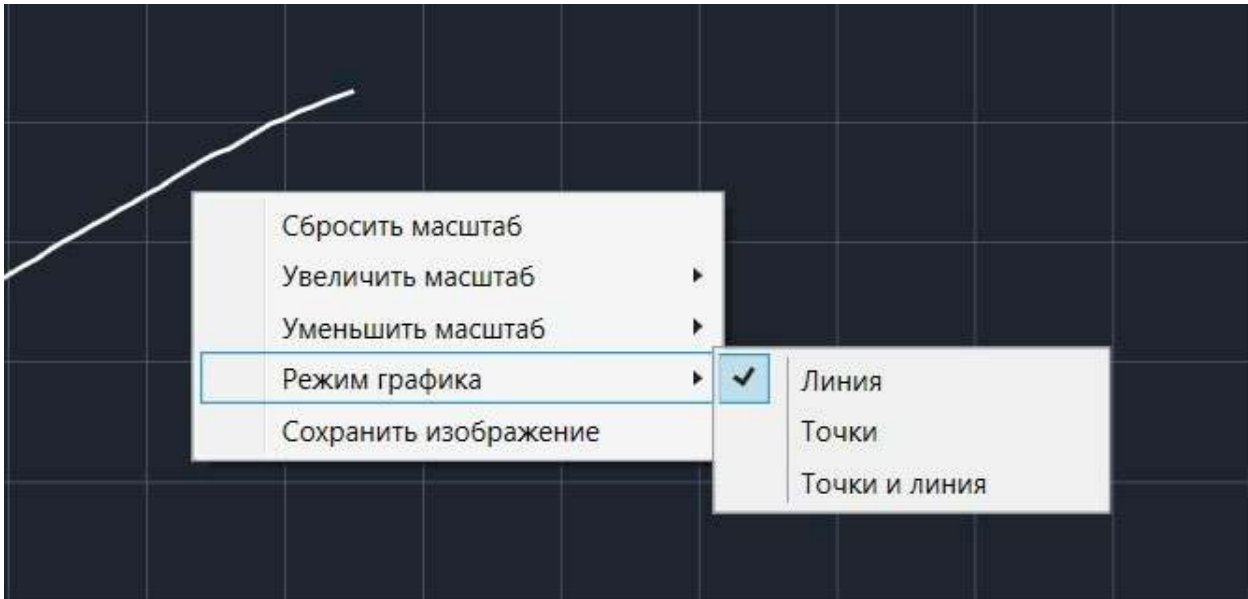 Сбросить масштаб
Увеличить масштаб
Уменьшить масштаб
Режим графика
Сохранить изображение
Линия
Точки
Точки и линия